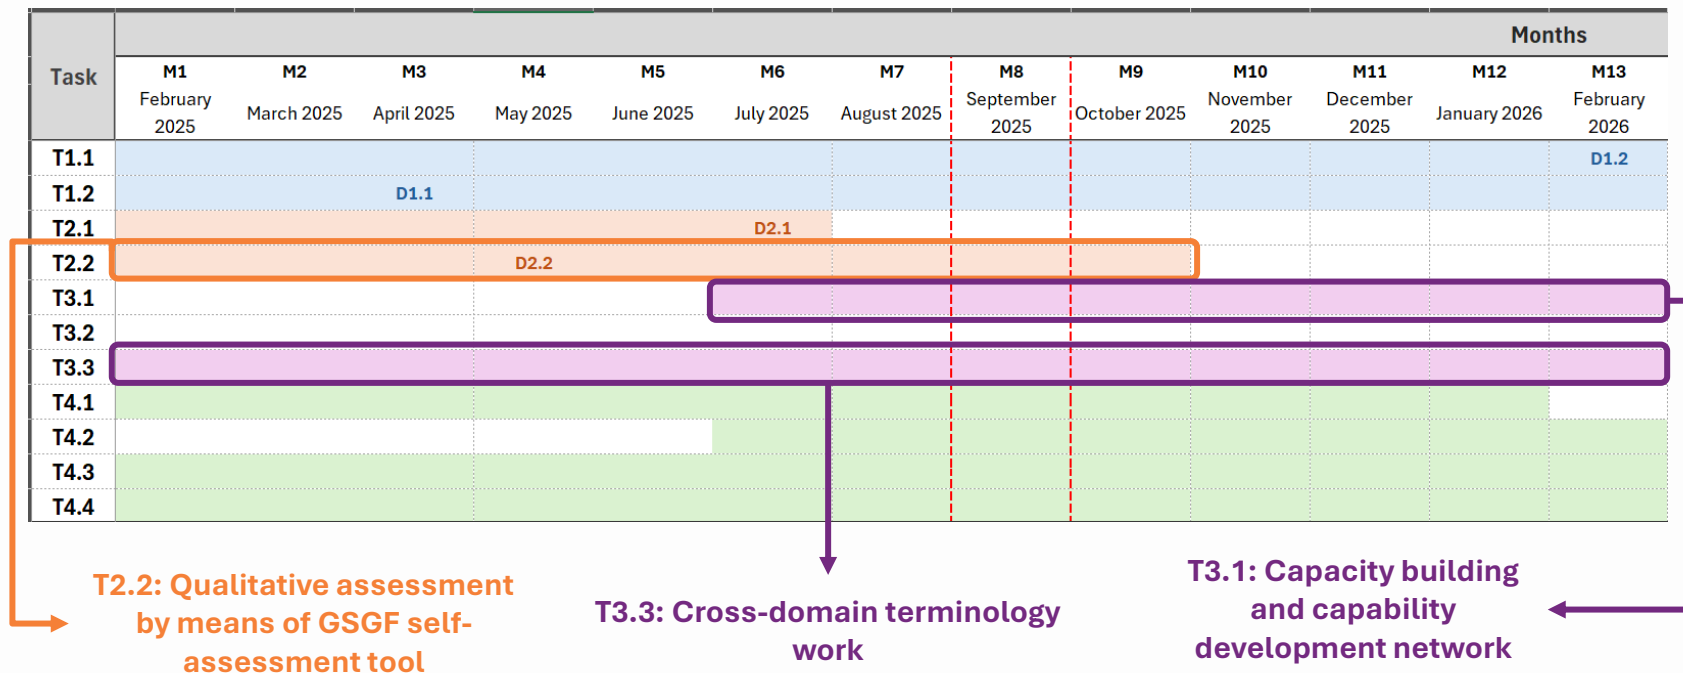 Months
Task
M1 M2 M3 M4 M5 M6 M7 M8 M9 M10 M11 M12 M13
February 2025 March 2025 April 2025 May 2025 June 2025 July 2025 August 2025 September 2025 October 2025 November 2025 December 2025 January 2026 February 2026
T1.1 D1.2
T1.2 D1.1
T2.1 D2.1
T2.2 D2.2
T3.1
T3.2
T3.3
T4.1
T4.2
T4.3
T4.4
T2.2: Qualitative assessment
by means of GSGF self-
assessment tool
T3.3: Cross-domain terminology
work
T3.1: Capacity building
and capability
development network